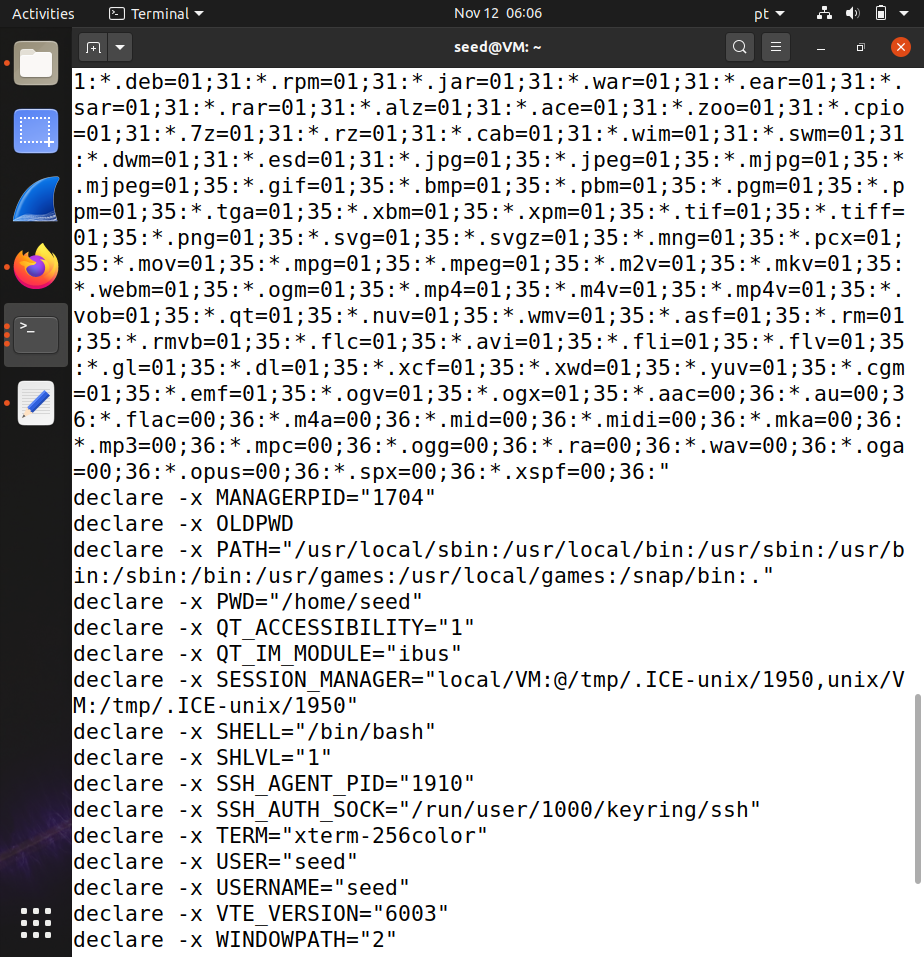 Activities
Terminal
Nov 12 06:06
pt
seed@VM: ~
1:*.deb=01;31:*.rpm=01;31:*.jar=01;31:*.war=01;31:*.ear=01;31:*.
sar=01;31:*.rar=01;31:*.alz=01;31:*.ace=01;31:*.zoo=01;31:*.cpio
=01;31:*.7z=01;31:*.rz=01;31:*.cab=01;31:*.wim=01;31:*.swm=01;31
:*.dwm=01;31:*.esd=01;31:*.jpg=01;35:*.jpeg=01;35:*.mjpg=01;35:*
.mjpeg=01;35:*.gif=01;35:*.bmp=01;35:*.pbm=01;35:*.pgm=01;35:*.p
pm=01;35:*.tga=01;35:*.xbm=01;35:*.xpm=01;35:*.tif=01;35:*.tiff=
01;35:*.png=01;35:*.svg=01;35:*.svgz=01;35:*.mng=01;35:*.pcx=01;
35:*.mov=01;35:*.mpg=01;35:*.mpeg=01;35:*.m2v=01;35:*.mkv=01;35:
*.webm=01;35:*.ogm=01;35:*.mp4=01;35:*.m4v=01;35:*.mp4v=01;35:*.
vob=01;35:*.qt=01;35:*.nuv=01;35:*.wmv=01;35:*.asf=01;35:*.rm=01
;35:*.rmvb=01;35:*.flc=01;35:*.avi=01;35:*.fli=01;35:*.flv=01;35
:*.gl=01;35:*.dl=01;35:*.xcf=01;35:*.xwd=01;35:*.yuv=01;35:*.cgm
=01;35:*.emf=01;35:*.ogv=01;35:*.ogx=01;35:*.aac=00;36:*.au=00;3
6:*.flac=00;36:*.m4a=00;36:*.mid=00;36:*.midi=00;36:*.mka=00;36:
*.mp3=00;36:*.mpc=00;36:*.ogg=00;36:*.ra=00;36:*.wav=00;36:*.oga
=00;36:*.opus=00;36:*.spx=00;36:*.xspf=00;36:"
declare -x MANAGERPID="1704"
declare -x OLDPWD
declare -x PATH="/usr/local/sbin:/usr/local/bin:/usr/sbin:/usr/b
in:/sbin:/bin:/usr/games:/usr/local/games:/snap/bin:."
declare -x PWD="/home/seed"
declare -x QT_ACCESSIBILITY="1"
declare -x QT_IM_MODULE="ibus"
declare -x SESSION_MANAGER="local/VM:@/tmp/.ICE-unix/1950,unix/V
M:/tmp/.ICE-unix/1950"
declare -x SHELL="/bin/bash"
declare -x SHLVL="1"
declare -x SSH_AGENT_PID="1910"
declare -x SSH_AUTH_SOCK="/run/user/1000/keyring/ssh"
declare -x TERM="xterm-256color"
declare -x USER="seed"
declare -x USERNAME="seed"
declare -x VTE_VERSION="6003"
declare -x WINDOWPATH="2"